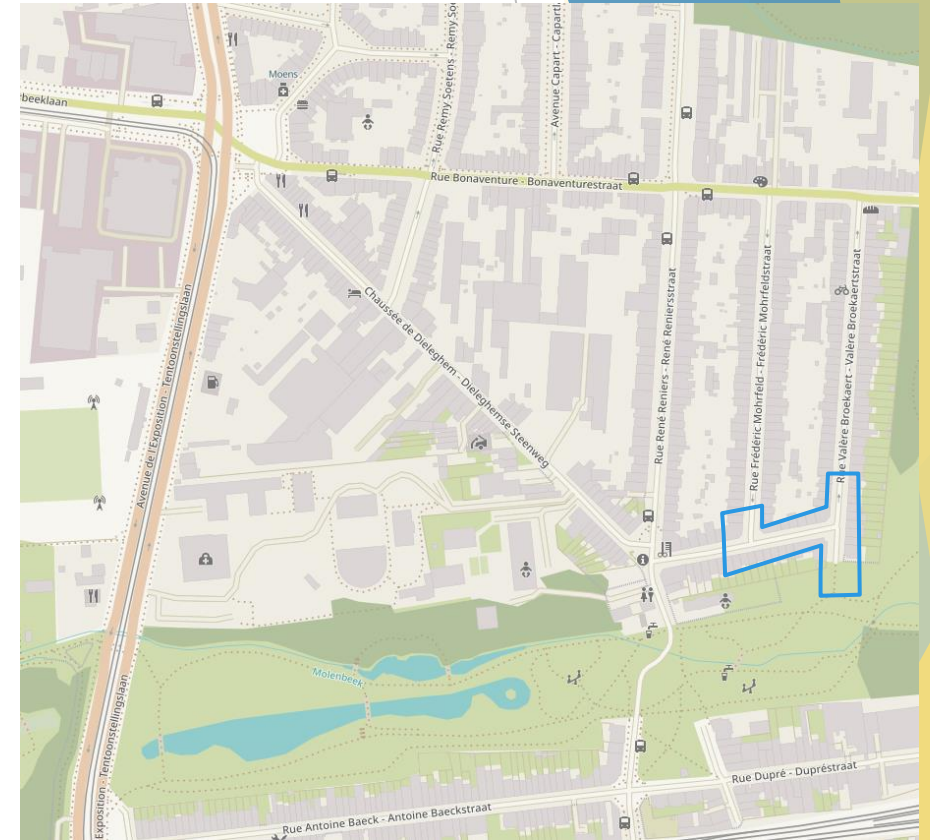 beeklaan
Moens
Rue Remy Soetens - Remy So
Avenue Capart - Capartl
Rue Bonaventure - Bonaventurestraat
Chaussée de Dieleghem - Dieleghemse Steenweg
Avenue de l'Exposition - Tentoonstellingslaan
Rue René Reniers - René Reniersstraat
Rue Frédéric Mohrfeld - Frédéric Mohrfeldstraat
Rue Valère Broekaert - Valère Broekaertstraat
Molenbeek
Exposition - Tentoonstellingslaan
Rue Dupré - Dupréstraat
Rue Antoine Baeck - Antoine Baeckstraat